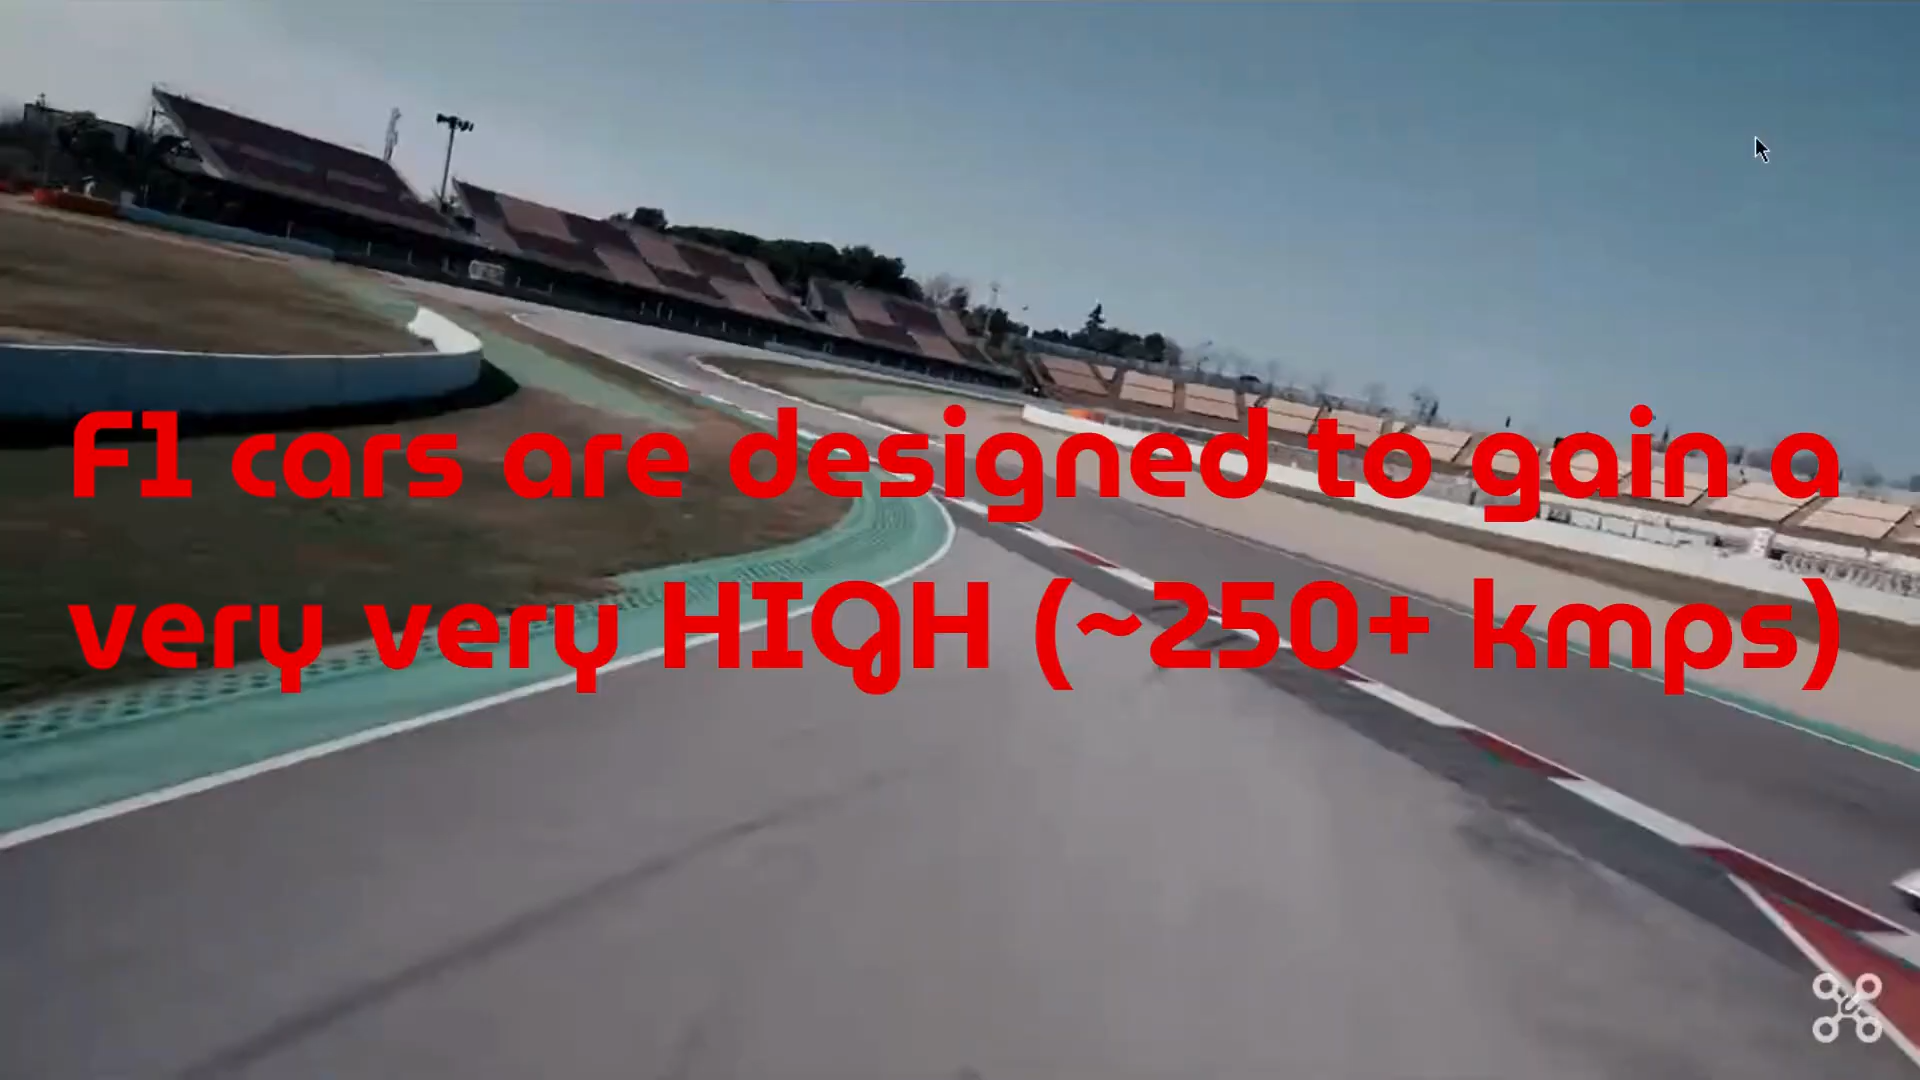 F1 cars are designed to gain a
very very HIGH (~250+ kmps)